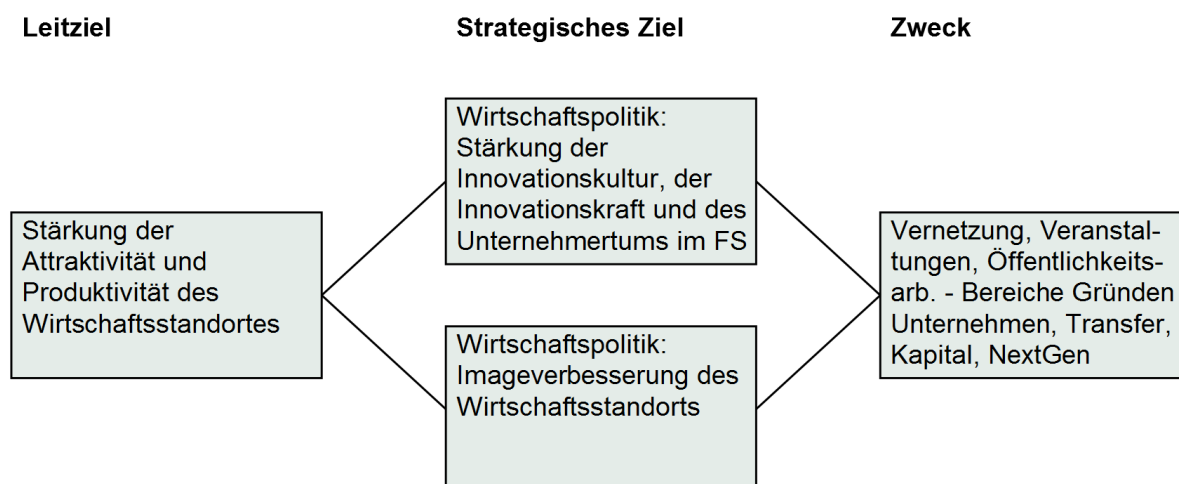 Leitziel
Strategisches Ziel
Zweck
Stärkung der
Attraktivität und
Produktivität des
Wirtschaftsstandortes
Wirtschaftspolitik:
Stärkung der
Innovationskultur, der
Innovationskraft und des
Unternehmertums im FS
Wirtschaftspolitik:
Imageverbesserung des
Wirtschaftsstandorts
Vernetzung, Veranstal-
tungen, Öffentlichkeits-
arb. - Bereiche Gründen
Unternehmen, Transfer,
Kapital, NextGen